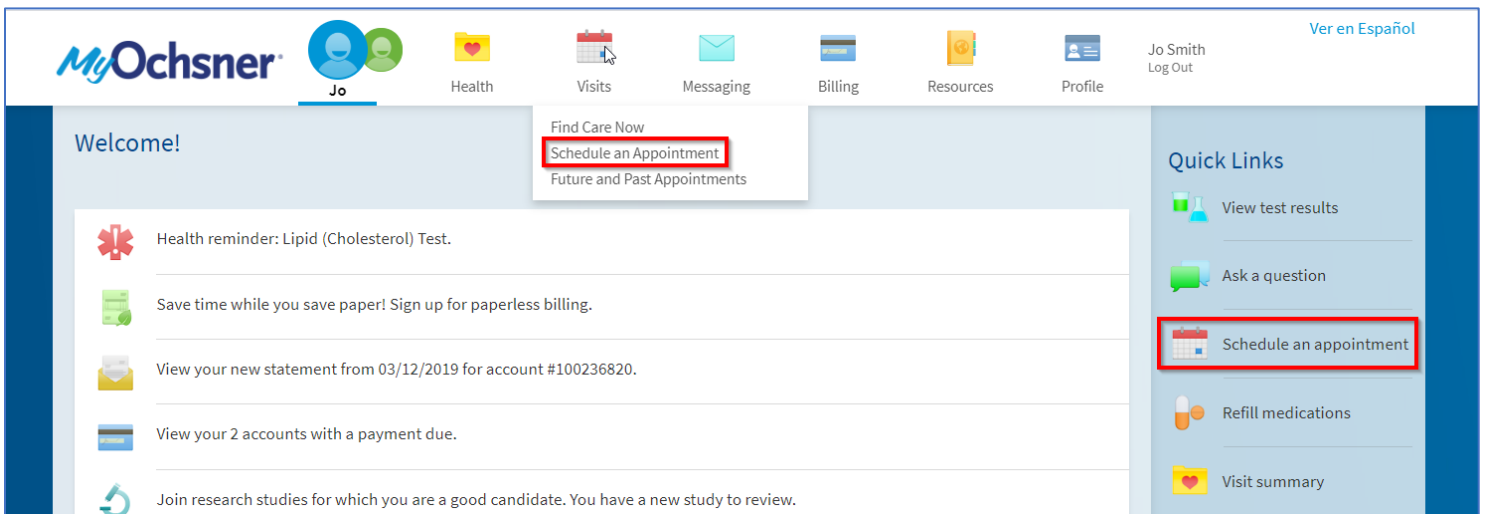 MyOchsner
Jo
Health
Visits
Messaging
Billing
Resources
Profile
Jo Smith
Log Out
Ver en Español
Find Care Now
Schedule an Appointment
Future and Past Appointments
Welcome!
Health reminder: Lipid (Cholesterol) Test.
Save time while you save paper! Sign up for paperless billing.
View your new statement from 03/12/2019 for account #100236820.
View your 2 accounts with a payment due.
Join research studies for which you are a good candidate. You have a new study to review.
Quick Links
View test results
Ask a question
Schedule an appointment
Refill medications
Visit summary